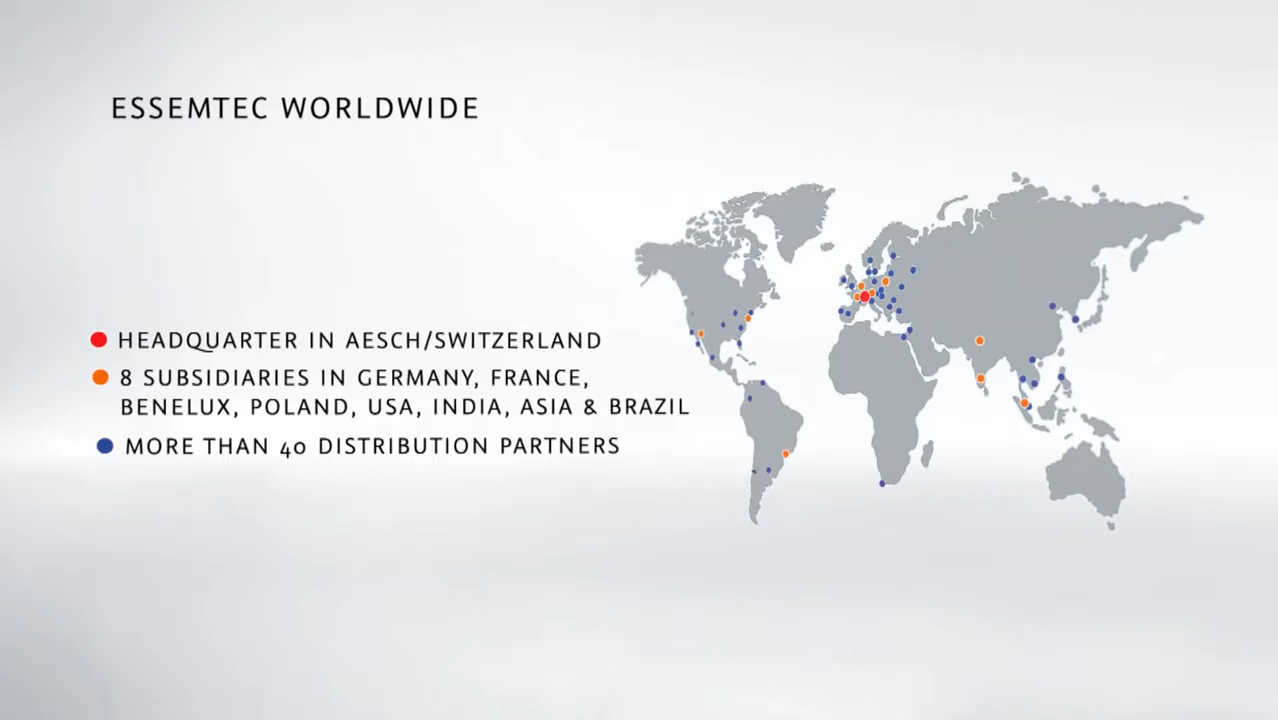 ESSEMTEC WORLDWIDE
HEADQUARTER IN AESCH/SWITZERLAND
8 SUBSIDIARIES IN GERMANY, FRANCE,
BENELUX, POLAND, USA, INDIA, ASIA & BRAZIL
MORE THAN 40 DISTRIBUTION PARTNERS